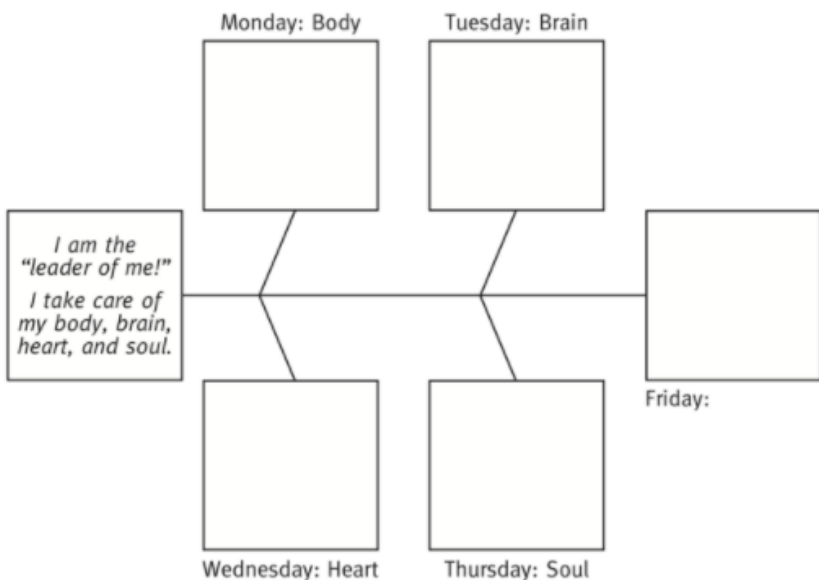 Monday: Body
Tuesday: Brain
I am the
“leader of me!”
I take care of
my body, brain,
heart, and soul.
Friday:
Wednesday: Heart
Thursday: Soul